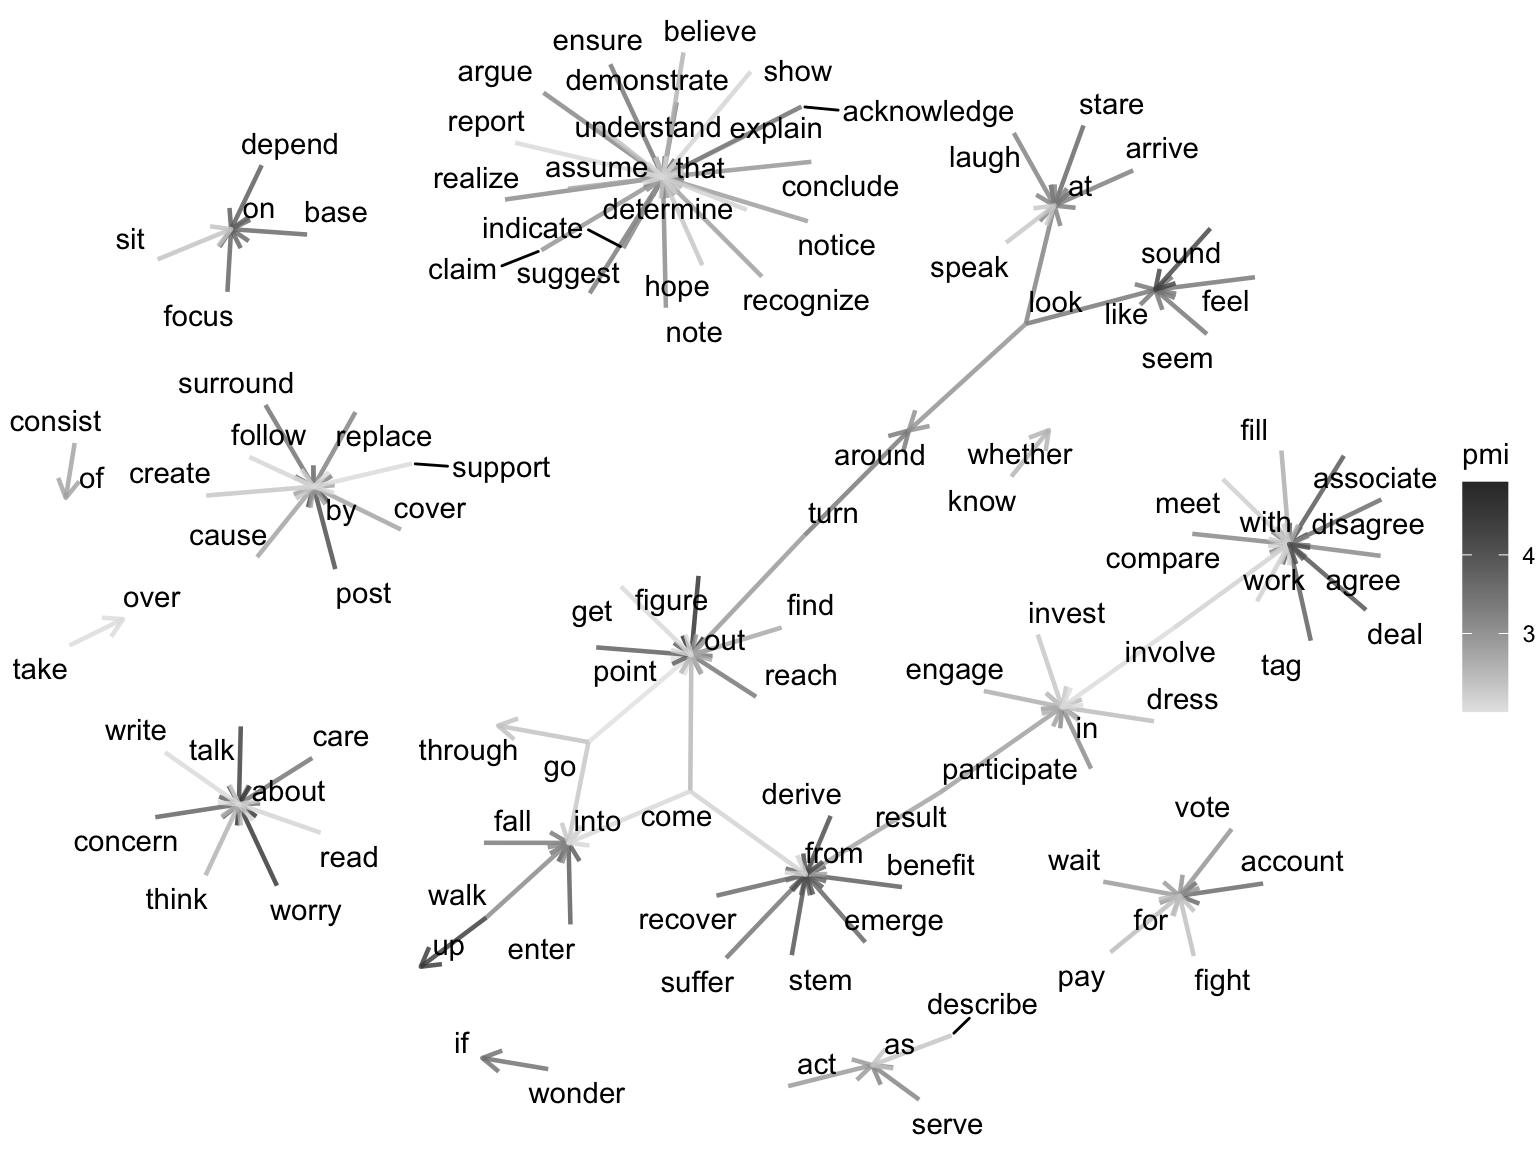 ensure
believe
argue
demonstrate
show
report
understand
explain
acknowledge
realize
assume
that
conclude
indicate
determine
notice
claim
suggest
hope
recognize
note
depend
on
base
sit
focus
stare
laugh
arrive
at
speak
sound
look
like
feel
seem
surround
consist
of
follow
replace
create
support
by
cover
cause
post
around
whether
know
turn
fill
associate
meet
with
disagree
compare
work
agree
deal
tag
pmi
4
3
over
take
get
figure
find
out
point
reach
invest
involve
engage
dress
in
participate
write
talk
care
about
concern
read
think
worry
through
go
fall
into
come
walk
up
enter
derive
result
from
benefit
recover
emerge
suffer
stem
vote
wait
account
for
pay
fight
describe
as
act
serve
if
wonder